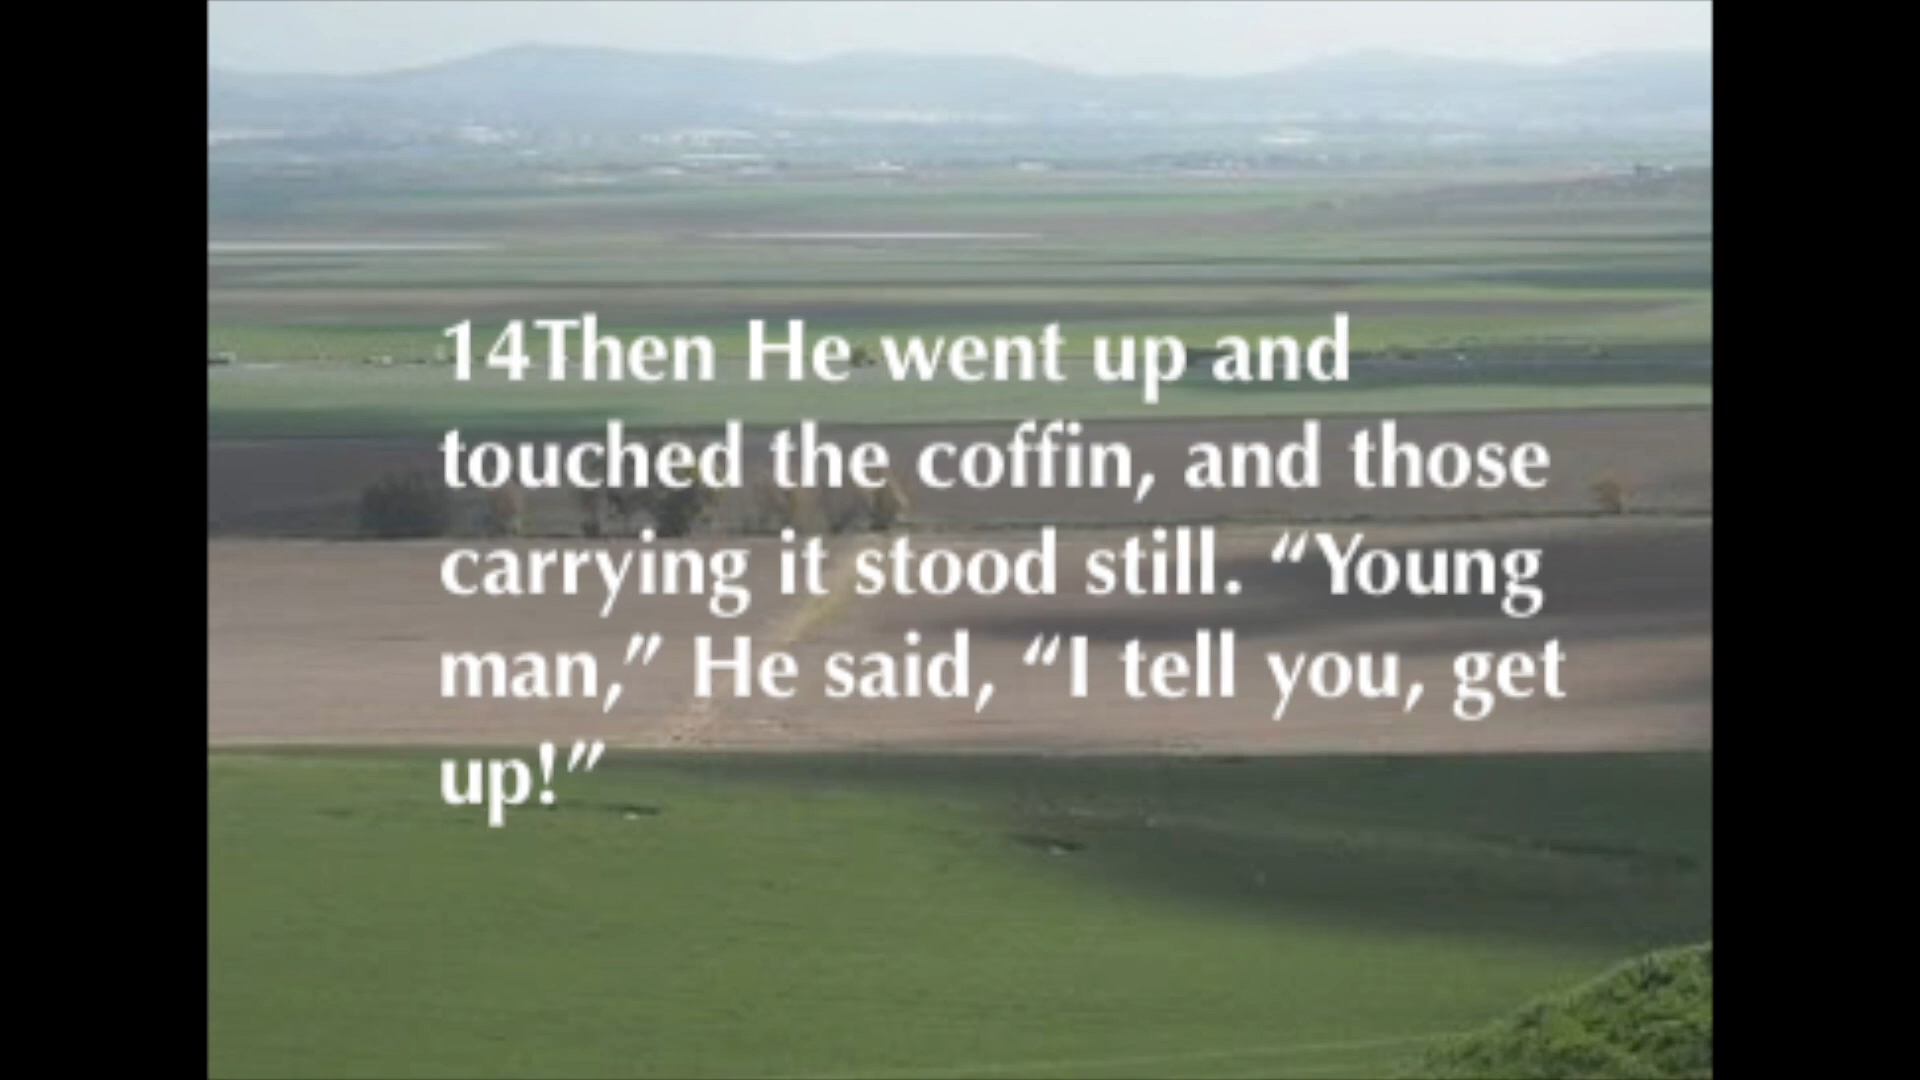 14Then He went up and
touched the coffin, and those
carrying it stood still. “Young
man,” He said, “I tell you, get
up!”